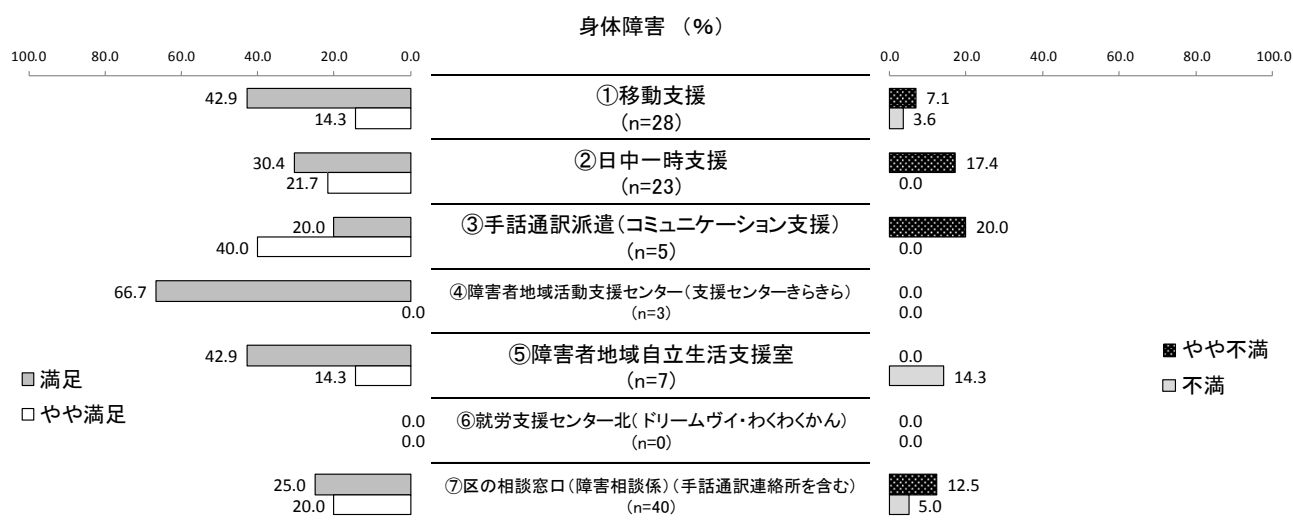 身体障害 (%)
100.0 80.0 60.0 40.0 20.0 0.0
0.0 20.0 40.0 60.0 80.0 100.0
42.9
14.3
①移動支援
(n=28)
7.1
3.6
30.4
21.7
②日中一時支援
(n=23)
17.4
0.0
20.0
40.0
③手話通訳派遣(コミュニケーション支援)
(n=5)
20.0
0.0
66.7
0.0
④障害者地域活動支援センター(支援センターきらきら)
(n=3)
0.0
0.0
42.9
14.3
⑤障害者地域自立生活支援室
(n=7)
0.0
14.3
満足
やや満足
やや不満
不満
0.0
0.0
⑥就労支援センター北(ドリームヴイ・わくわくかん)
(n=0)
0.0
0.0
25.0
20.0
⑦区の相談窓口(障害相談係)(手話通訳連絡所を含む)
(n=40)
12.5
5.0